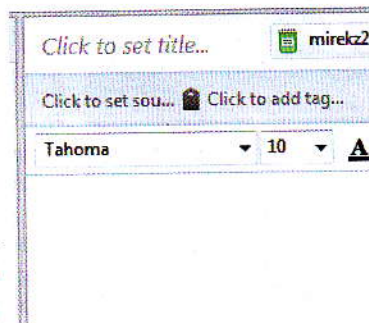 Click to set title... mirekz2
Click to set sou... Click to add tag...
Tahoma 10 A